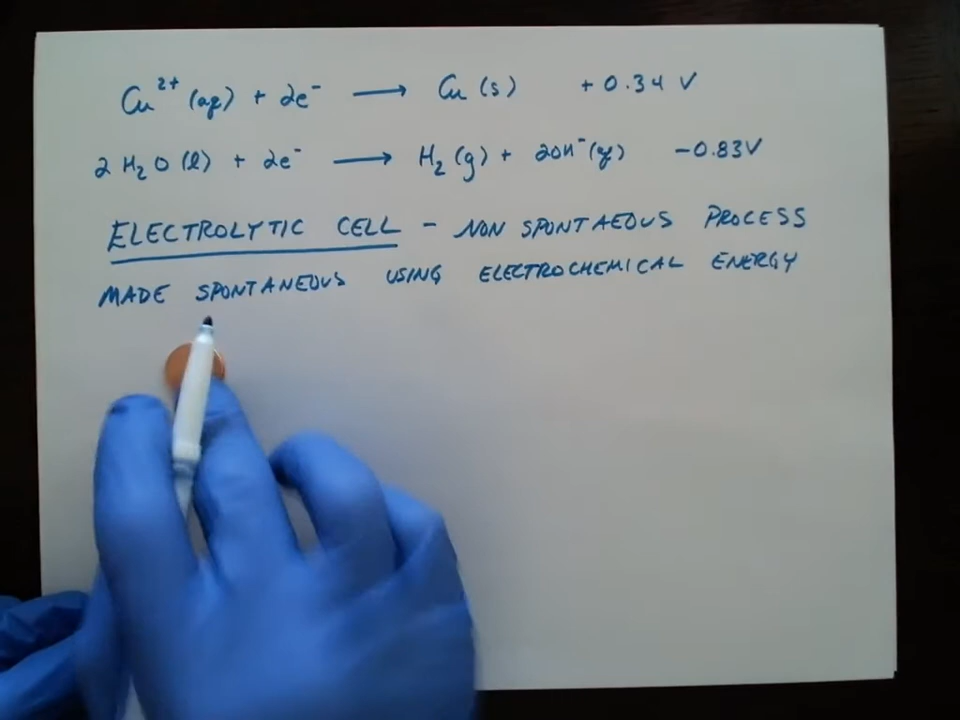 Cu²⁺(aq) + 2e⁻ ⟶ Cu(s) +0.34 V
2 H₂O(l) + 2e⁻ ⟶ H₂(g) + 2OH⁻(aq) -0.83V
ELECTROLYTIC CELL - NON SPONTAEOUS PROCESS
MADE SPONTANEOUS USING ELECTROCHEMICAL ENERGY